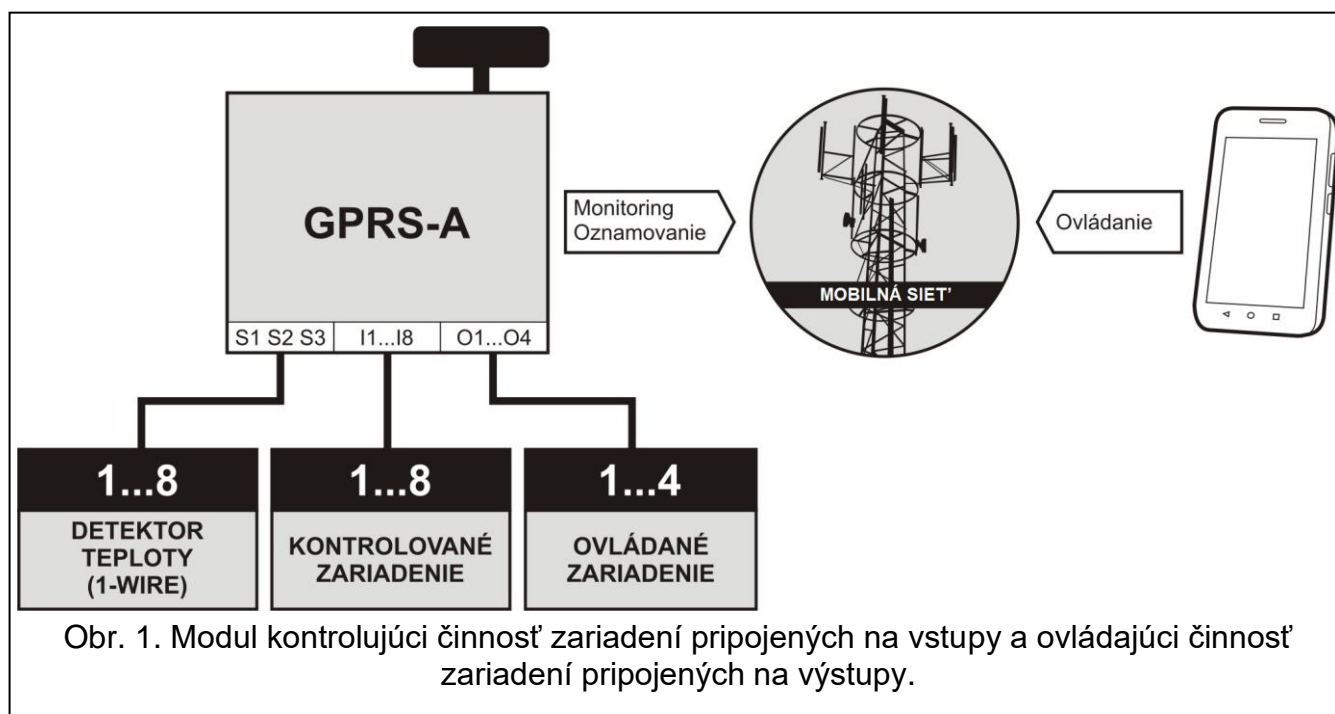 GPRS-A
S1 S2 S3
I1...I8
O1...O4
Monitoring
Oznamovanie
MOBILNÁ SIEŤ
Ovládanie
1...8
DETEKTOR
TEPLOTY
(1-WIRE)
1...8
KONTROLOVANÉ
ZARIADENIE
1...4
OVLÁDANÉ
ZARIADENIE
Obr. 1. Modul kontrolujúci činnosť zariadení pripojených na vstupy a ovládajúci činnosť
zariadení pripojených na výstupy.